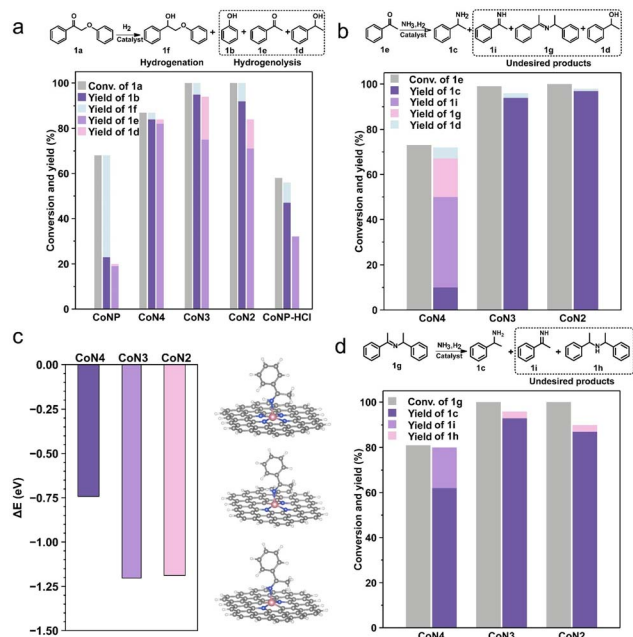 a
O
O
1a
H2
Catalyst
OH
O
1f
+
OH
1b
+
O
1e
+
OH
1d
Hydrogenation
Hydrogenolysis
Conversion and yield (%)
100
80
60
40
20
0
Conv. of 1a
Yield of 1b
Yield of 1f
Yield of 1e
Yield of 1d
CoNP
CoN4
CoN3
CoN2
CoNP-HCl
b
O
1e
NH3,H2
Catalyst
NH2
1c
+
NH
1i
+
N
1g
+
OH
1d
Undesired products
Conversion and yield (%)
100
80
60
40
20
0
Conv. of 1e
Yield of 1c
Yield of 1i
Yield of 1g
Yield of 1d
CoN4
CoN3
CoN2
c
CoN4
CoN3
CoN2
ΔE (eV)
0.00
−0.25
−0.50
−0.75
−1.00
−1.25
−1.50
d
N
1g
NH3,H2
Catalyst
NH2
1c
+
NH
1i
+
N
H
1h
Undesired products
Conversion and yield (%)
100
80
60
40
20
0
Conv. of 1g
Yield of 1c
Yield of 1i
Yield of 1h
CoN4
CoN3
CoN2